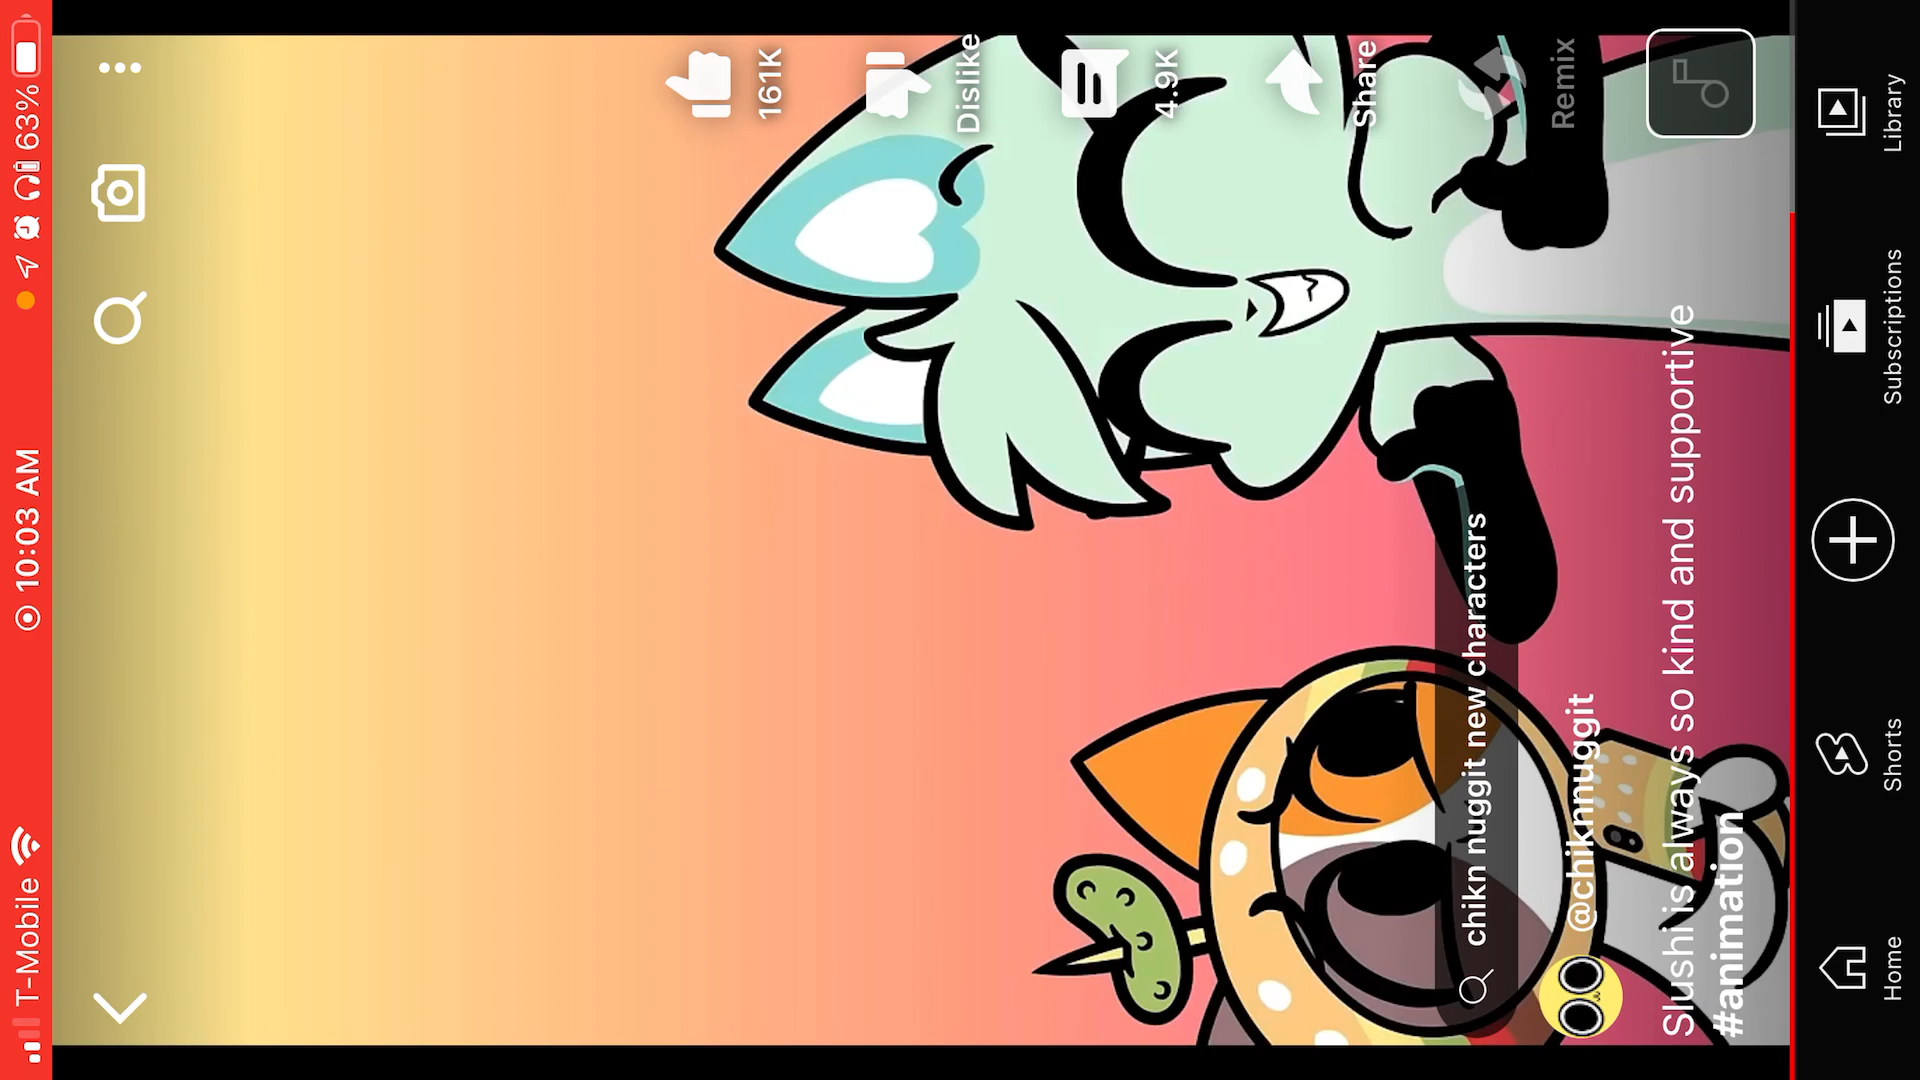 T-Mobile
10:03 AM
63%
161K
Dislike
4.9K
Share
Remix
chikn nuggit new characters
@chiknnuggit
Slushi is always so kind and supportive
#animation
Home
Shorts
Subscriptions
Library